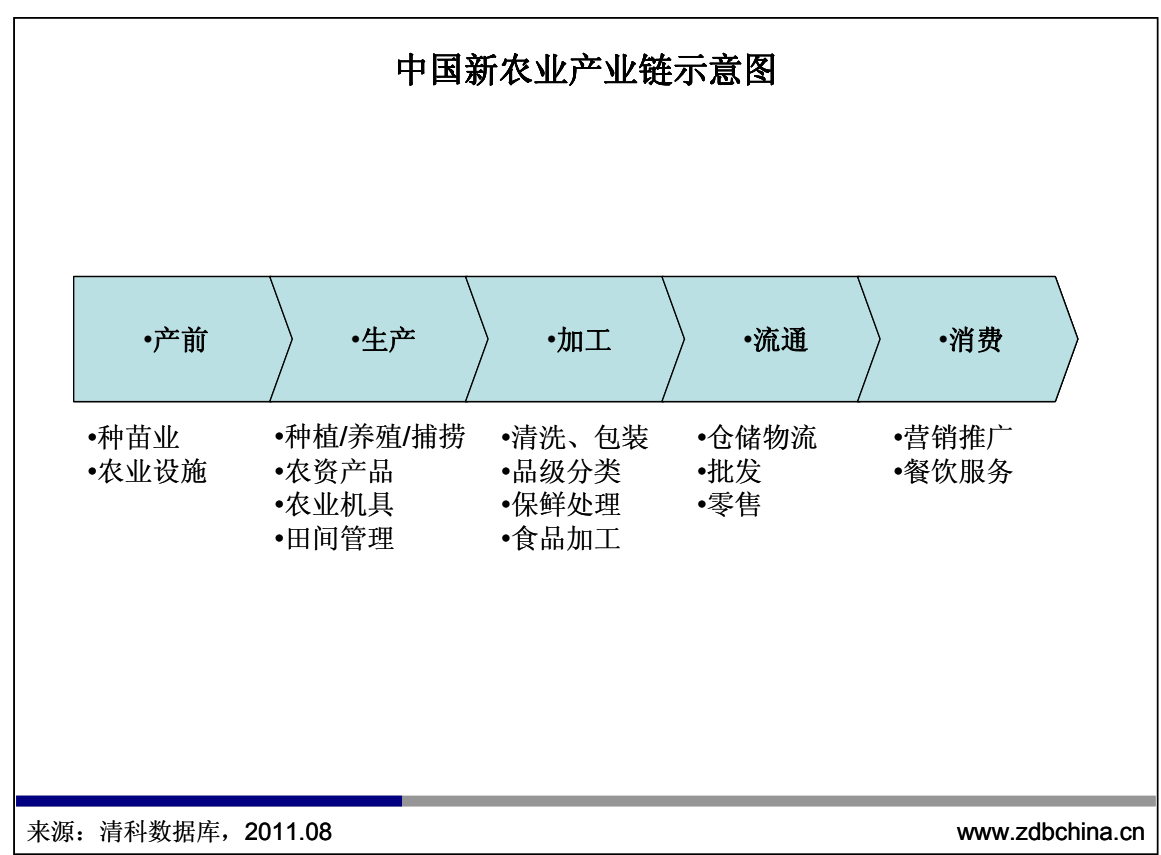 中国新农业产业链示意图
•产前
•生产
•加工
•流通
•消费
•种苗业
•农业设施
•种植/养殖/捕捞
•农资产品
•农业机具
•田间管理
•清洗、包装
•品级分类
•保鲜处理
•食品加工
•仓储物流
•批发
•零售
•营销推广
•餐饮服务
来源：清科数据库，2011.08
www.zdbchina.cn